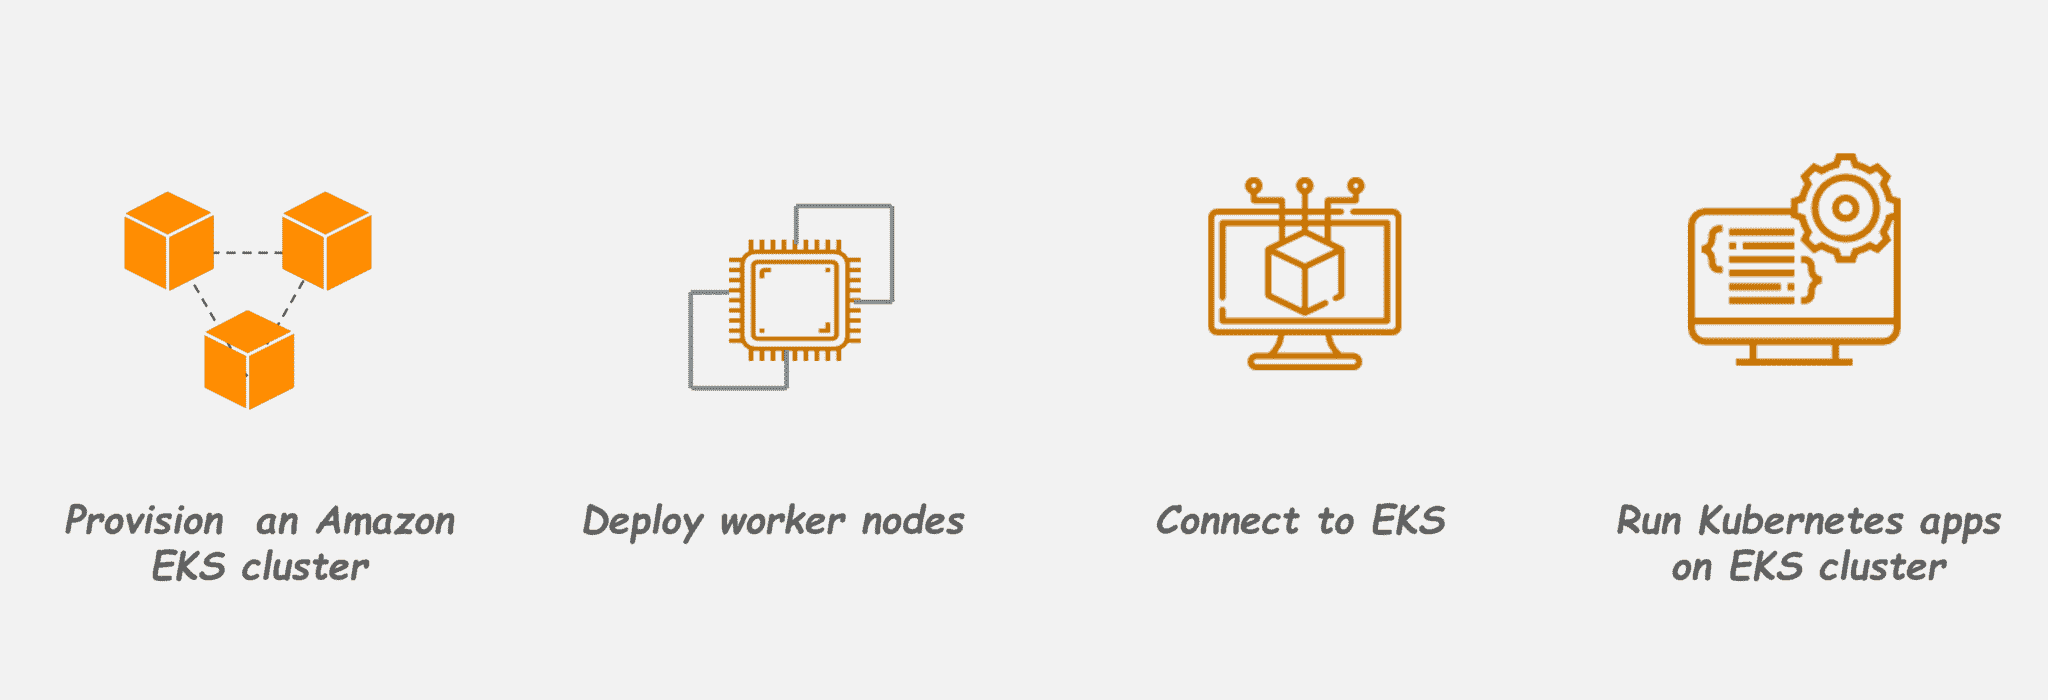 Provision  an Amazon
EKS cluster
Deploy worker nodes
Connect to EKS
Run Kubernetes apps
on EKS cluster